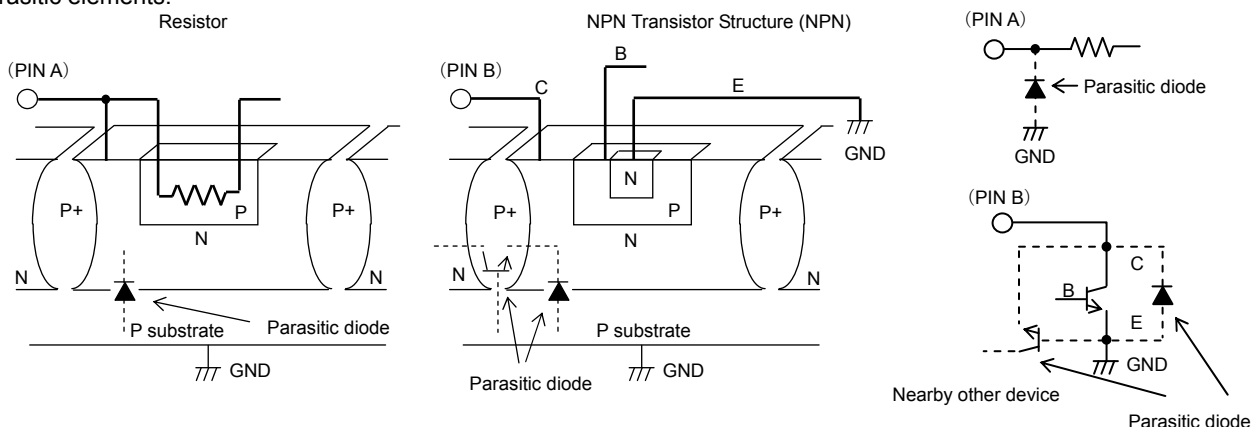 asitic elements.
Resistor
(PIN A)
P+
P
P+
N
N
N
P substrate
Parasitic diode
GND
NPN Transistor Structure (NPN)
(PIN B)
C
B
E
GND
N
P+
P
P+
N
N
N
P substrate
Parasitic diode
GND
(PIN A)
Parasitic diode
GND
(PIN B)
C
B
E
GND
Nearby other device
Parasitic diode